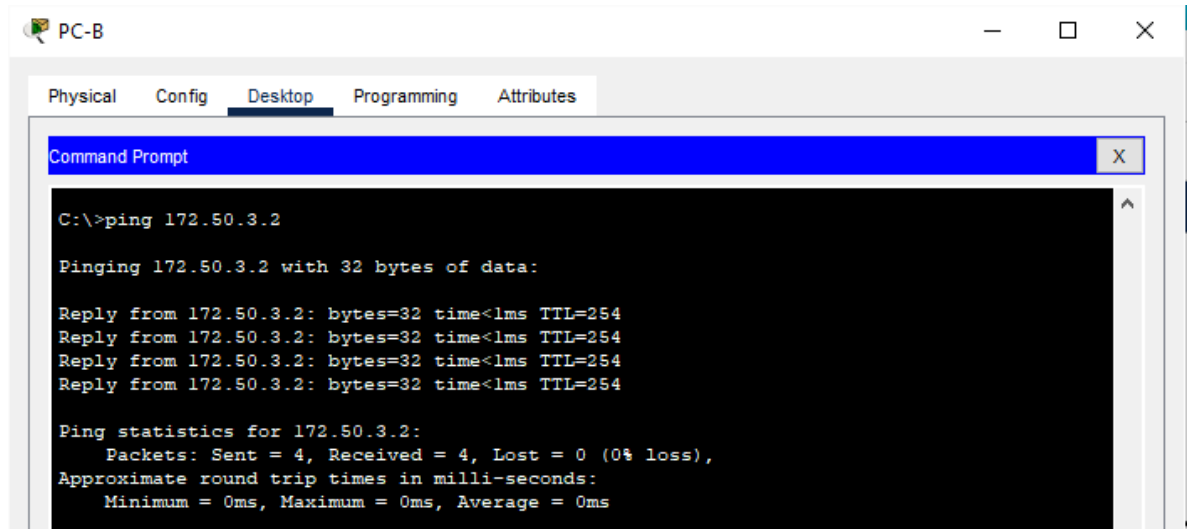 PC-B
Physical Config Desktop Programming Attributes
Command Prompt X
C:\>ping 172.50.3.2
Pinging 172.50.3.2 with 32 bytes of data:
Reply from 172.50.3.2: bytes=32 time<1ms TTL=254
Reply from 172.50.3.2: bytes=32 time<1ms TTL=254
Reply from 172.50.3.2: bytes=32 time<1ms TTL=254
Reply from 172.50.3.2: bytes=32 time<1ms TTL=254
Ping statistics for 172.50.3.2:
Packets: Sent = 4, Received = 4, Lost = 0 (0% loss),
Approximate round trip times in milli-seconds:
Minimum = 0ms, Maximum = 0ms, Average = 0ms